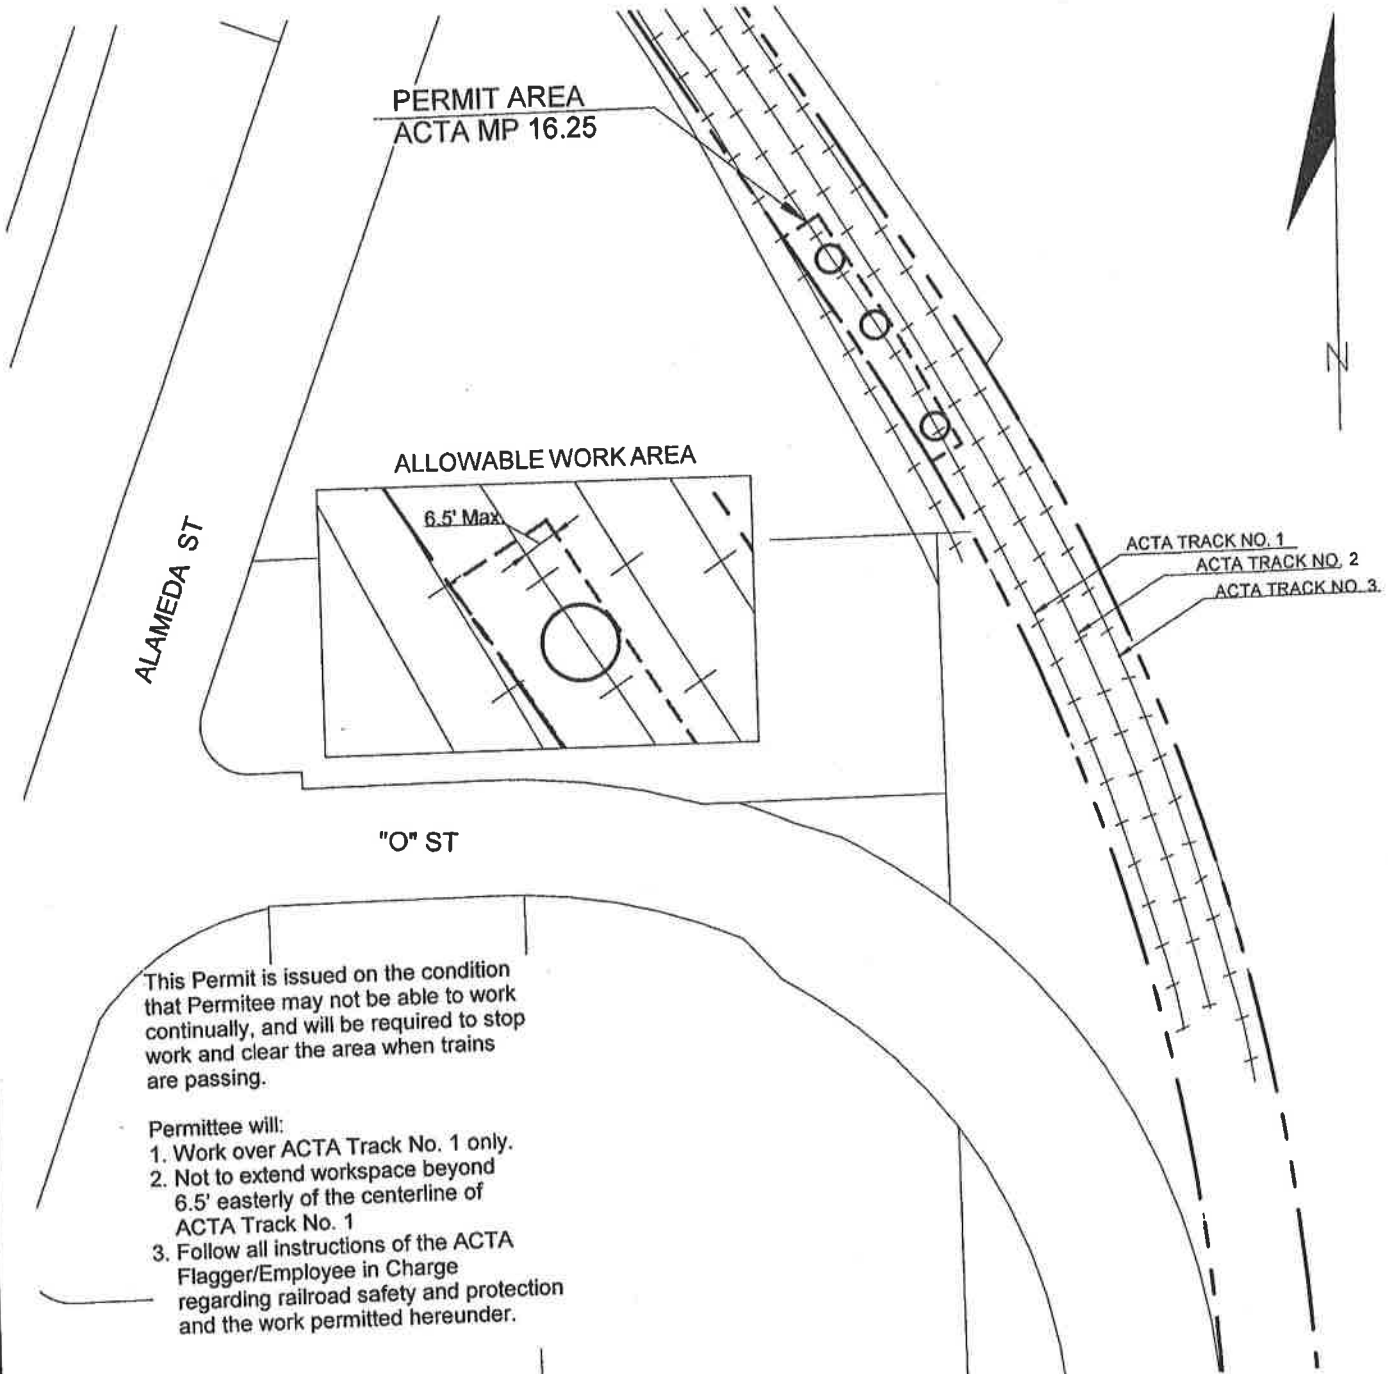 PERMIT AREA
ACTA MP 16.25
N
ALLOWABLE WORK AREA
6.5' Max.
ALAMEDA ST
ACTA TRACK NO. 1
ACTA TRACK NO. 2
ACTA TRACK NO. 3
"O" ST
This Permit is issued on the condition
that Permitee may not be able to work
continually, and will be required to stop
work and clear the area when trains
are passing.
Permittee will:
1. Work over ACTA Track No. 1 only.
2. Not to extend workspace beyond
6.5' easterly of the centerline of
ACTA Track No. 1
3. Follow all instructions of the ACTA
Flagger/Employee in Charge
regarding railroad safety and protection
and the work permitted hereunder.